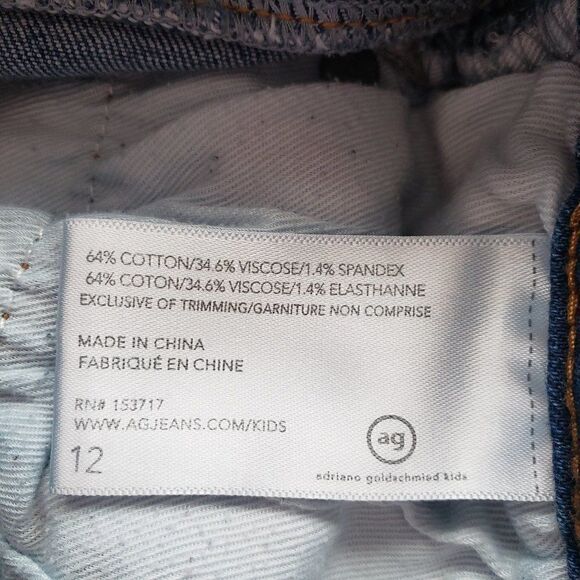 64% COTTON/34.6% VISCOSE/1.4% SPANDEX
64% COTON/34.6% VISCOSE/1.4% ELASTHANNE
EXCLUSIVE OF TRIMMING/GARNITURE NON COMPRISE
MADE IN CHINA
FABRIQUÉ EN CHINE
RN# 153717
WWW.AGJEANS.COM/KIDS
12
ag
adriano goldschmied kids